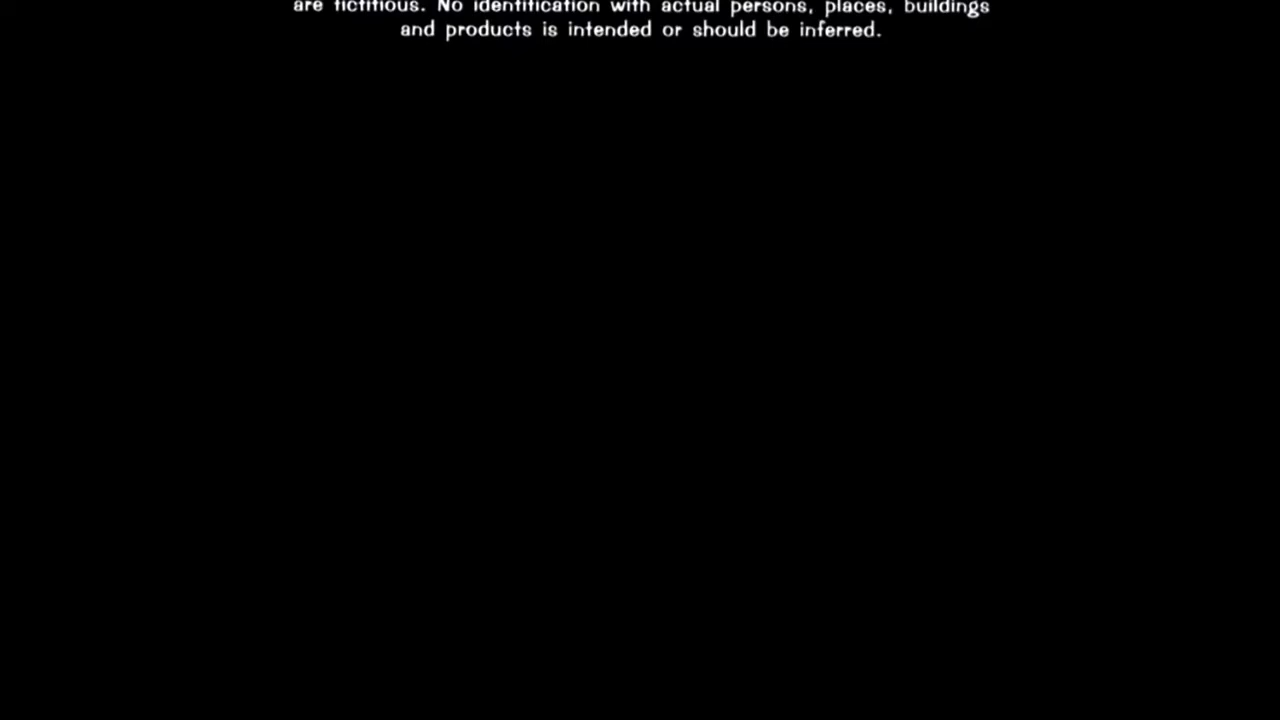 are fictitious. No identification with actual persons, places, buildings
and products is intended or should be inferred.